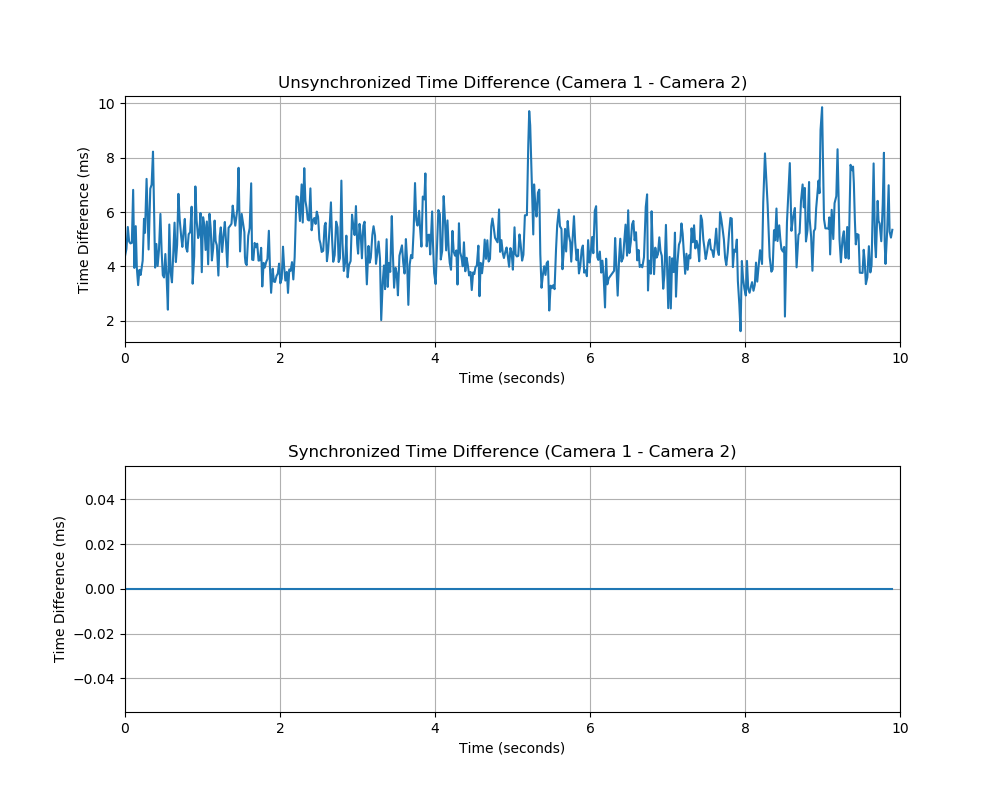 Unsynchronized Time Difference (Camera 1 - Camera 2)
10
8
6
4
2
Time Difference (ms)
0 2 4 6 8 10
Time (seconds)
Synchronized Time Difference (Camera 1 - Camera 2)
0.04
0.02
0.00
−0.02
−0.04
Time Difference (ms)
0 2 4 6 8 10
Time (seconds)